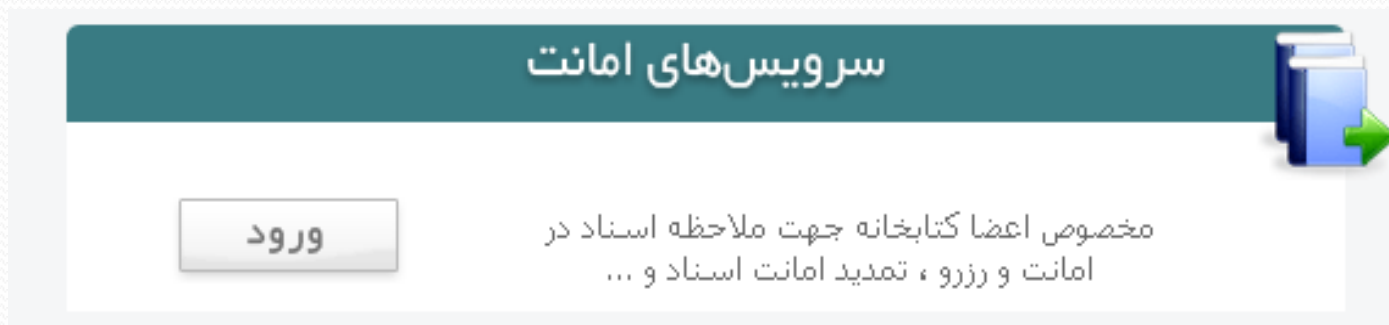 سرویس‌های امانت
مخصوص اعضا کتابخانه جهت ملاحظه اسناد در
امانت و رزرو ، تمدید امانت اسناد و ...
ورود